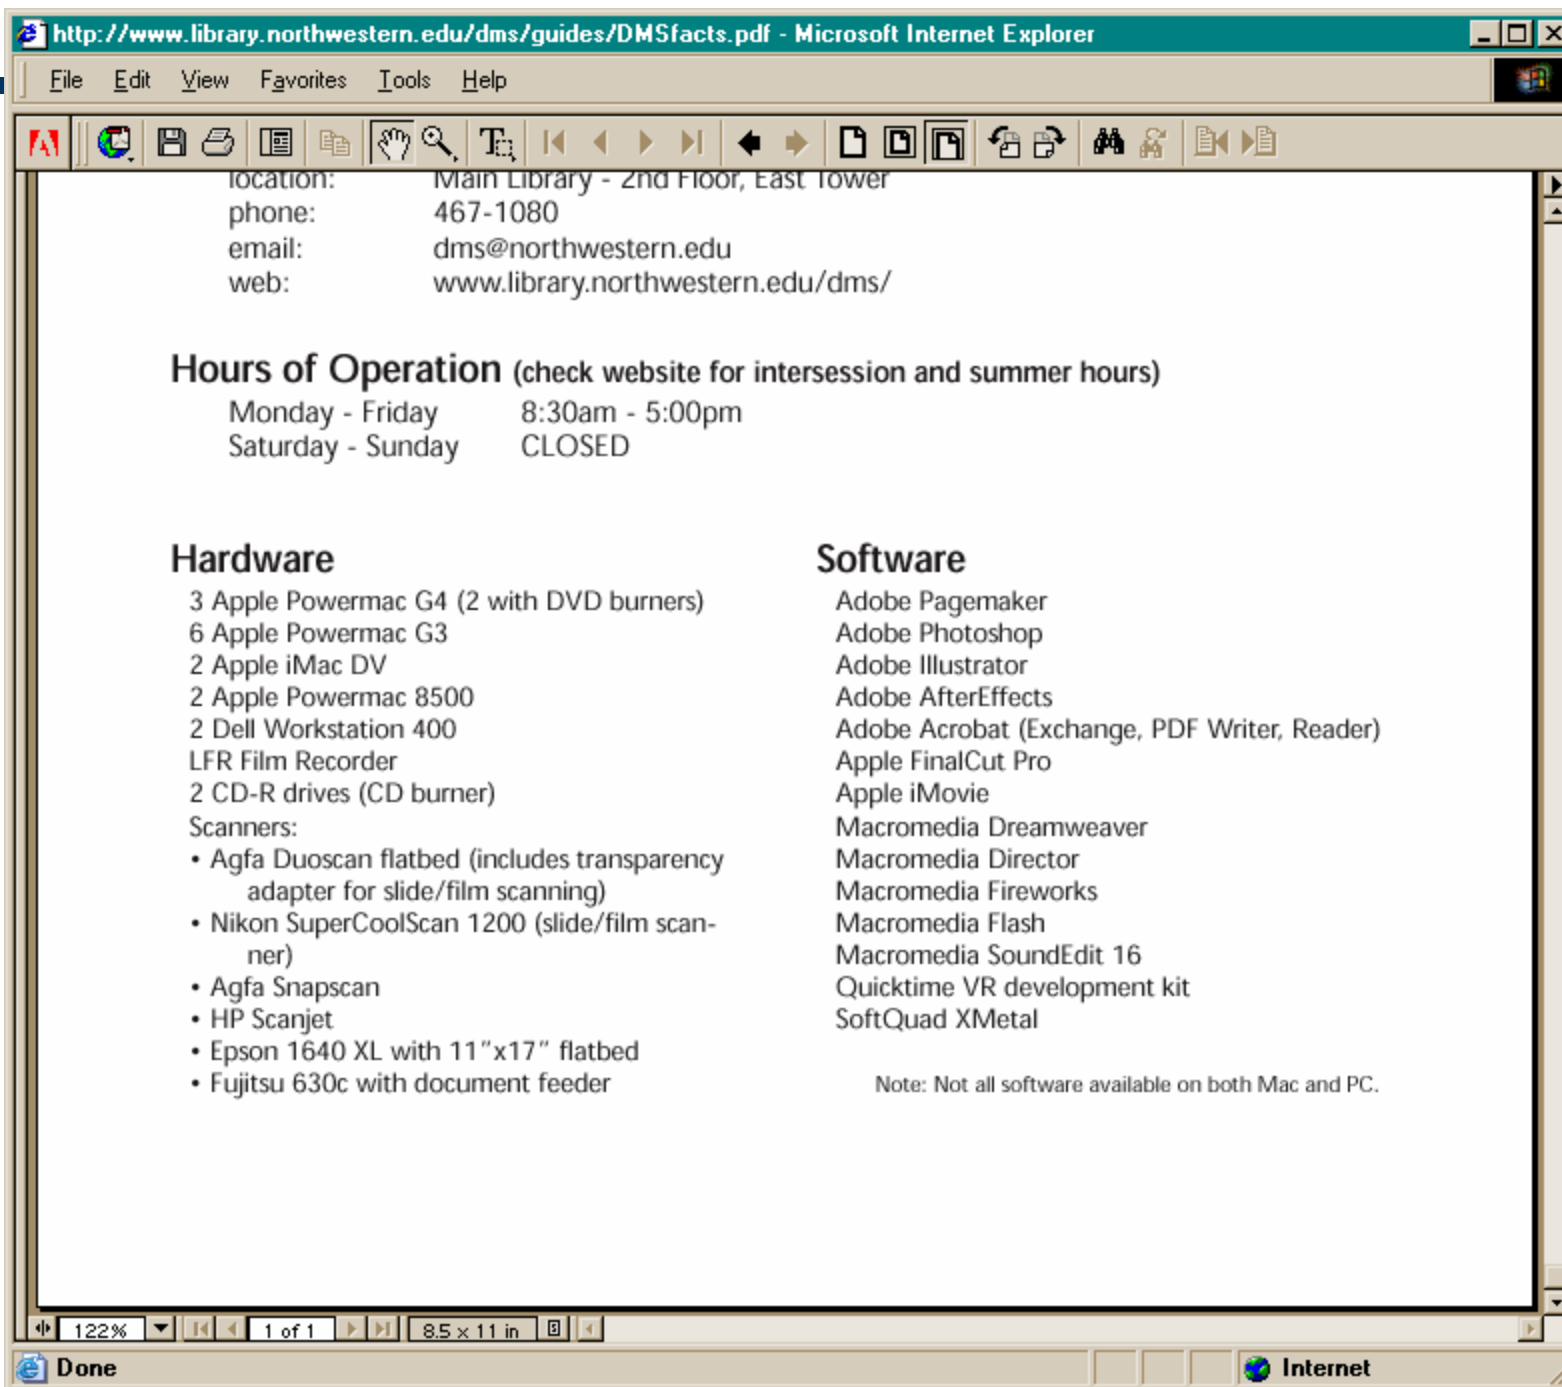 http://www.library.northwestern.edu/dms/guides/DMSfacts.pdf - Microsoft Internet Explorer
File Edit View Favorites Tools Help
location: Main Library - 2nd Floor, East Tower
phone: 467-1080
email: dms@northwestern.edu
web: www.library.northwestern.edu/dms/
Hours of Operation (check website for intersession and summer hours)
Monday - Friday 8:30am - 5:00pm
Saturday - Sunday CLOSED
Hardware
3 Apple Powermac G4 (2 with DVD burners)
6 Apple Powermac G3
2 Apple iMac DV
2 Apple Powermac 8500
2 Dell Workstation 400
LFR Film Recorder
2 CD-R drives (CD burner)
Scanners:
• Agfa Duoscan flatbed (includes transparency
adapter for slide/film scanning)
• Nikon SuperCoolScan 1200 (slide/film scan-
ner)
• Agfa Snapscan
• HP Scanjet
• Epson 1640 XL with 11"x17" flatbed
• Fujitsu 630c with document feeder
Software
Adobe Pagemaker
Adobe Photoshop
Adobe Illustrator
Adobe AfterEffects
Adobe Acrobat (Exchange, PDF Writer, Reader)
Apple FinalCut Pro
Apple iMovie
Macromedia Dreamweaver
Macromedia Director
Macromedia Fireworks
Macromedia Flash
Macromedia SoundEdit 16
Quicktime VR development kit
SoftQuad XMetal
Note: Not all software available on both Mac and PC.
122% 1 of 1 8.5 x 11 in
Done Internet